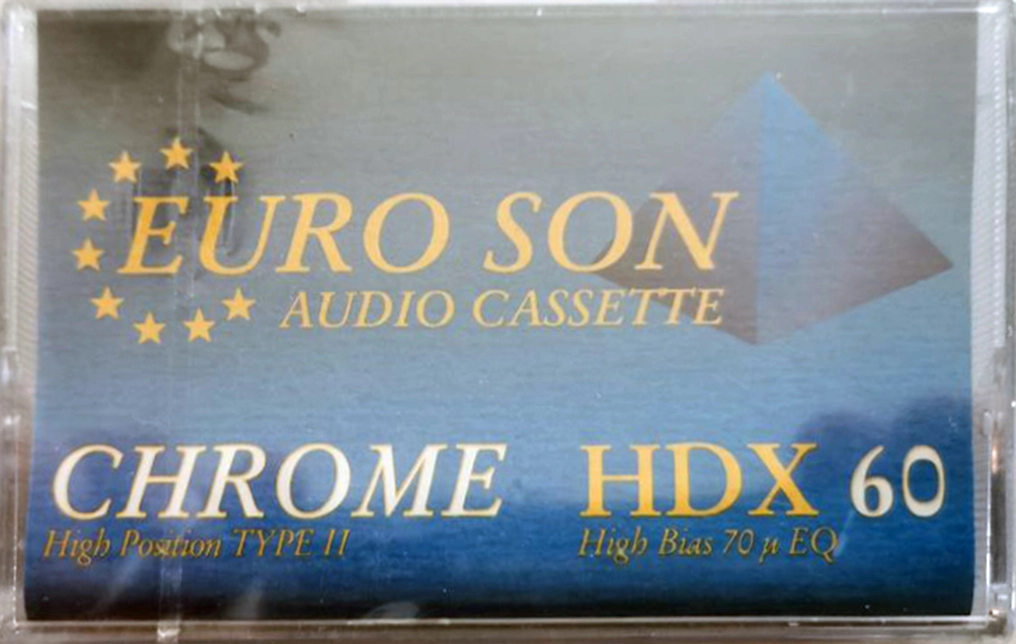 EURO SON
AUDIO CASSETTE
CHROME HDX 60
High Position TYPE II High Bias 70 µ EQ